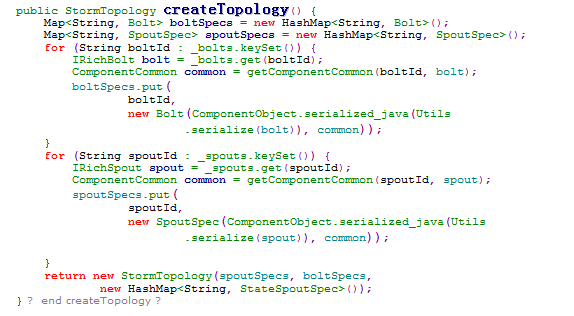 public StormTopology createTopology() {
    Map<String, Bolt> boltSpecs = new HashMap<String, Bolt>();
    Map<String, SpoutSpec> spoutSpecs = new HashMap<String, SpoutSpec>();
    for (String boltId : _bolts.keySet()) {
        IRichBolt bolt = _bolts.get(boltId);
        ComponentCommon common = getComponentCommon(boltId, bolt);
        boltSpecs.put(
                boltId,
                new Bolt(ComponentObject.serialized_java(Utils
                        .serialize(bolt)), common));
    }
    for (String spoutId : _spouts.keySet()) {
        IRichSpout spout = _spouts.get(spoutId);
        ComponentCommon common = getComponentCommon(spoutId, spout);
        spoutSpecs.put(
                spoutId,
                new SpoutSpec(ComponentObject.serialized_java(Utils
                        .serialize(spout)), common));
    }
    return new StormTopology(spoutSpecs, boltSpecs,
            new HashMap<String, StateSpoutSpec>());
} ? end createTopology ?